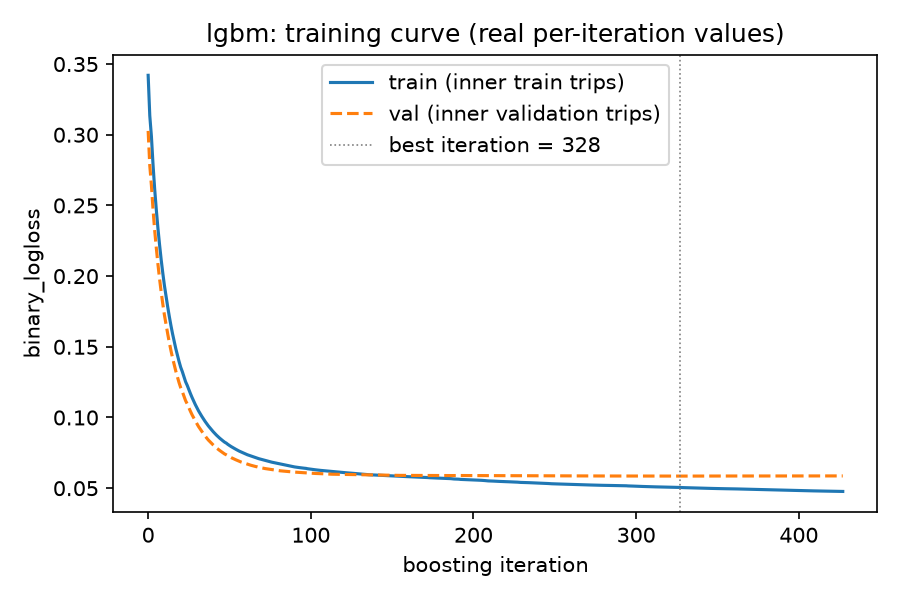 lgbm: training curve (real per-iteration values)
train (inner train trips)
val (inner validation trips)
best iteration = 328
binary_logloss
0.35
0.30
0.25
0.20
0.15
0.10
0.05
0 100 200 300 400
boosting iteration